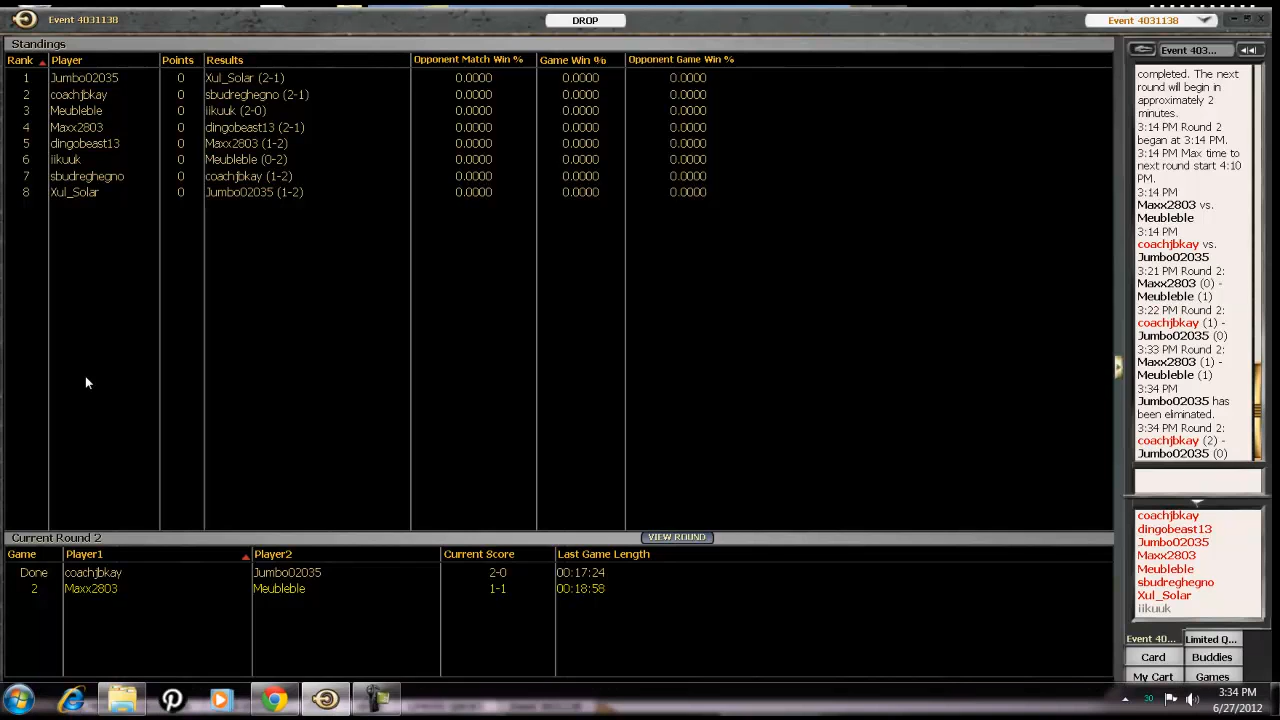 Event 4031138 DROP Event 4031138
Standings
Rank Player Points Results Opponent Match Win % Game Win % Opponent Game Win %
1 Jumbo02035 0 Xul_Solar (2-1) 0.0000 0.0000 0.0000
2 coachjbkay 0 sbudreghegno (2-1) 0.0000 0.0000 0.0000
3 Meubleble 0 iikuuk (2-0) 0.0000 0.0000 0.0000
4 Maxx2803 0 dingobeast13 (2-1) 0.0000 0.0000 0.0000
5 dingobeast13 0 Maxx2803 (1-2) 0.0000 0.0000 0.0000
6 iikuuk 0 Meubleble (0-2) 0.0000 0.0000 0.0000
7 sbudreghegno 0 coachjbkay (1-2) 0.0000 0.0000 0.0000
8 Xul_Solar 0 Jumbo02035 (1-2) 0.0000 0.0000 0.0000
Current Round 2 VIEW ROUND
Game Player1 Player2 Current Score Last Game Length
Done coachjbkay Jumbo02035 2-0 00:17:24
2 Maxx2803 Meubleble 1-1 00:18:58
Event 403...
completed. The next
round will begin in
approximately 2
minutes.
3:14 PM Round 2
began at 3:14 PM.
3:14 PM Max time to
next round start 4:10
PM.
3:14 PM
Maxx2803 vs.
Meubleble
3:14 PM
coachjbkay vs.
Jumbo02035
3:21 PM Round 2:
Maxx2803 (0) -
Meubleble (1)
3:22 PM Round 2:
coachjbkay (1) -
Jumbo02035 (0)
3:33 PM Round 2:
Maxx2803 (1) -
Meubleble (1)
3:34 PM
Jumbo02035 has
been eliminated.
3:34 PM Round 2:
coachjbkay (2) -
Jumbo02035 (0)
coachjbkay
dingobeast13
Jumbo02035
Maxx2803
Meubleble
sbudreghegno
Xul_Solar
iikuuk
Event 40... Limited Q...
Card Buddies
My Cart Games
30 3:34 PM
6/27/2012